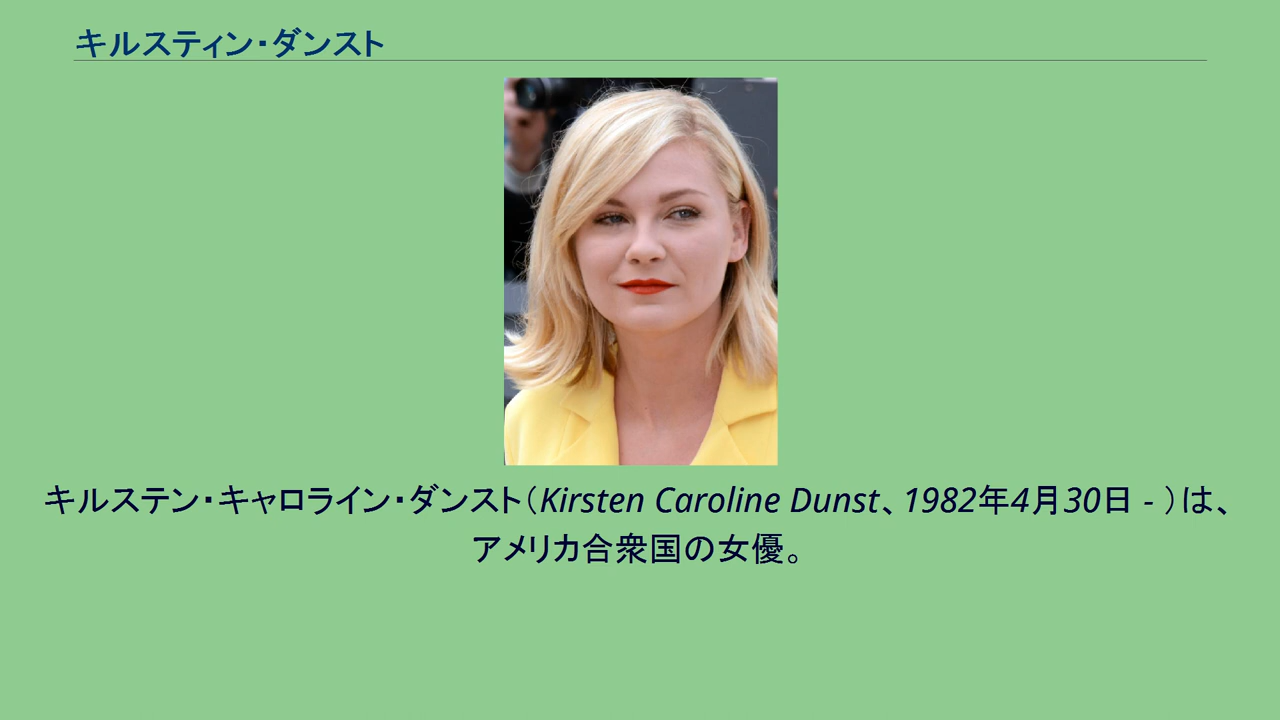 キルスティン・ダンスト
キルステン・キャロライン・ダンスト（Kirsten Caroline Dunst、1982年4月30日 - ）は、
アメリカ合衆国の女優。